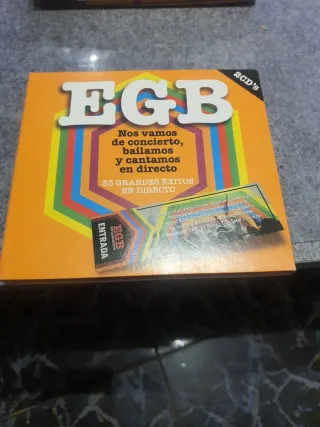 2CD's
EGB
Nos vamos
de concierto,
bailamos
y cantamos
en directo
33 GRANDES ÉXITOS
EN DIRECTO
EGB
ENTRADA